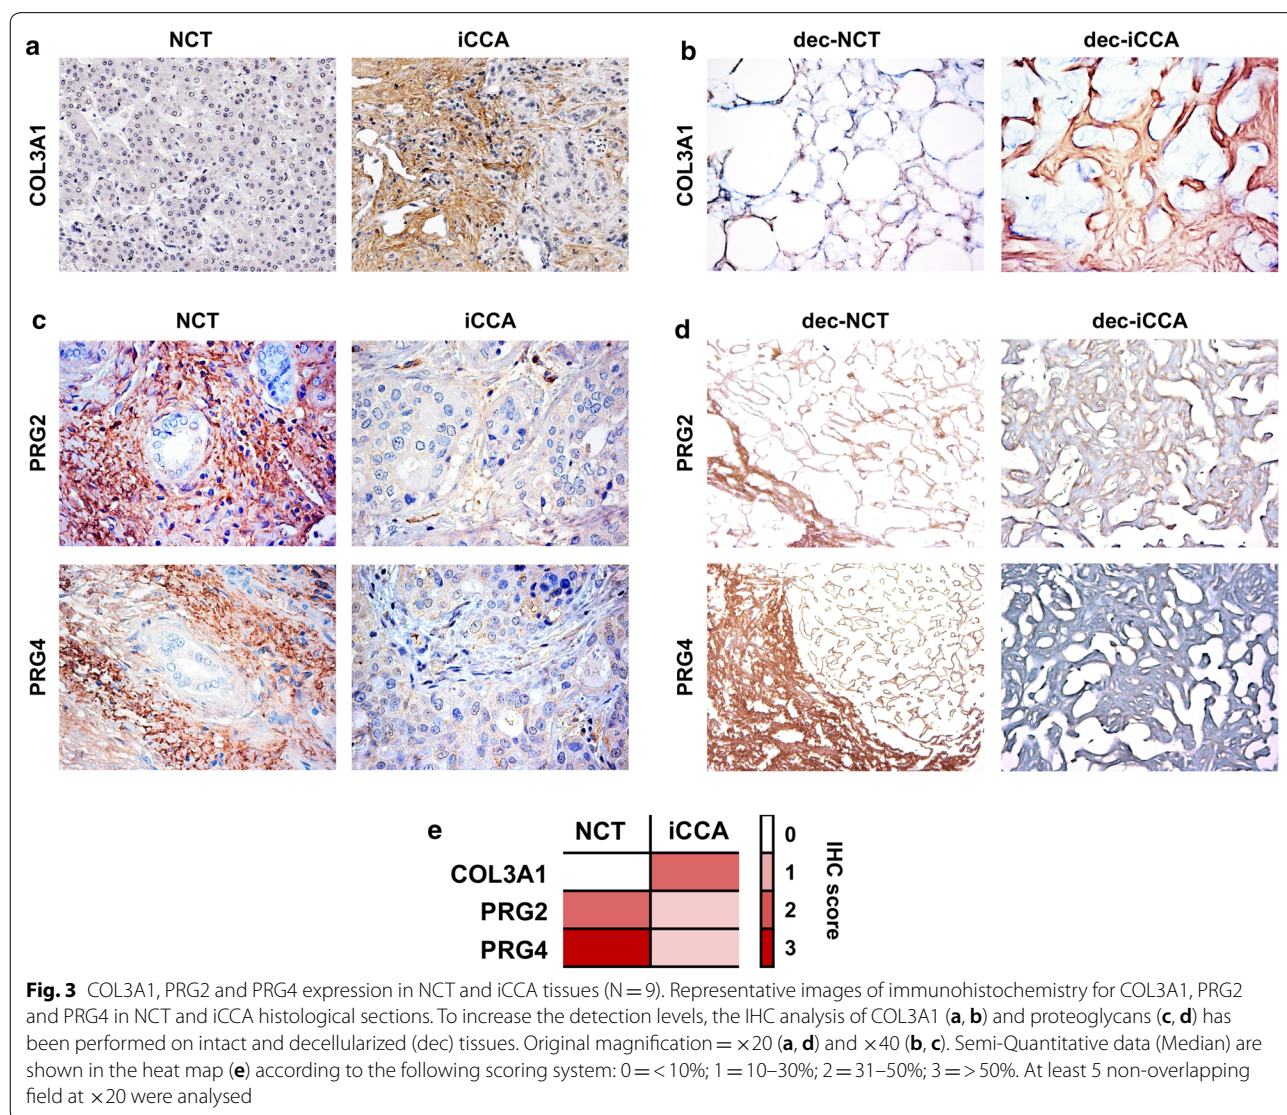 a
NCT
iCCA
COL3A1
b
dec-NCT
dec-iCCA
COL3A1
c
NCT
iCCA
PRG2
PRG4
d
dec-NCT
dec-iCCA
PRG2
PRG4
e
NCT iCCA
COL3A1
PRG2
PRG4
0
1
2
3
IHC score
Fig. 3 COL3A1, PRG2 and PRG4 expression in NCT and iCCA tissues (N = 9). Representative images of immunohistochemistry for COL3A1, PRG2
and PRG4 in NCT and iCCA histological sections. To increase the detection levels, the IHC analysis of COL3A1 (a, b) and proteoglycans (c, d) has
been performed on intact and decellularized (dec) tissues. Original magnification = ×20 (a, d) and ×40 (b, c). Semi-Quantitative data (Median) are
shown in the heat map (e) according to the following scoring system: 0 = < 10%; 1 = 10–30%; 2 = 31–50%; 3 = > 50%. At least 5 non-overlapping
field at ×20 were analysed